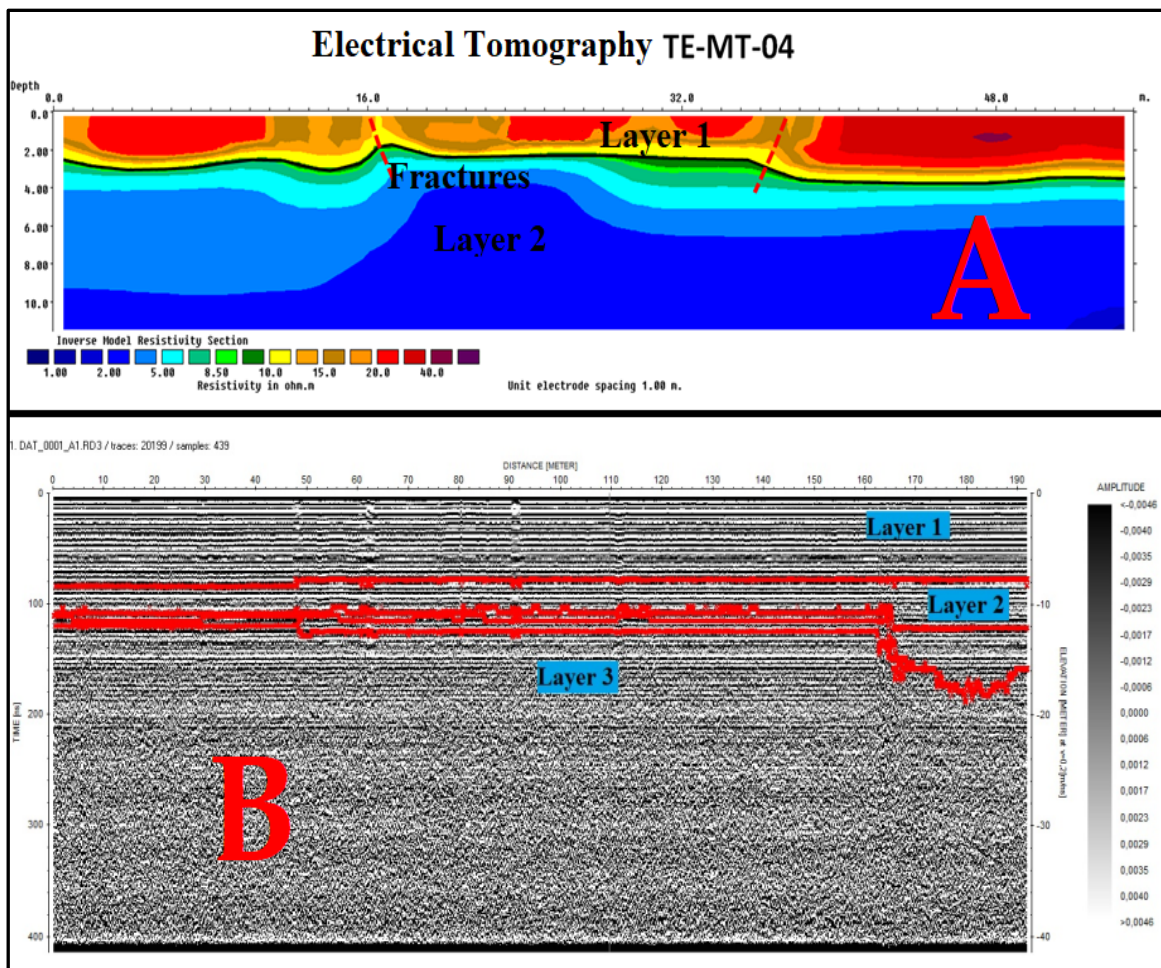 Electrical Tomography TE-MT-04
Depth
0.0 16.0 32.0 48.0 m.
0.0
2.00
4.00
6.00
8.00
10.0
Layer 1
Fractures
Layer 2
A
Inverse Model Resistivity Section
1.00 2.00 5.00 8.50 10.0 15.0 20.0 40.0
Resistivity in ohm.m Unit electrode spacing 1.00 m.
1. DAT_0001_A1.RD3 / traces: 20199 / samples: 439
DISTANCE [METER]
0 10 20 30 40 50 60 70 80 90 100 110 120 130 140 150 160 170 180 190
TIME [ns]
0
100
200
300
400
Layer 1
Layer 2
Layer 3
B
0
-10
-20
-30
-40
ELEVATION [METER] at v=0.2[m/ns]
AMPLITUDE
<-0,0046
-0,0040
-0,0035
-0,0029
-0,0023
-0,0017
-0,0012
-0,0006
0,0000
0,0006
0,0012
0,0017
0,0023
0,0029
0,0035
0,0040
>0,0046